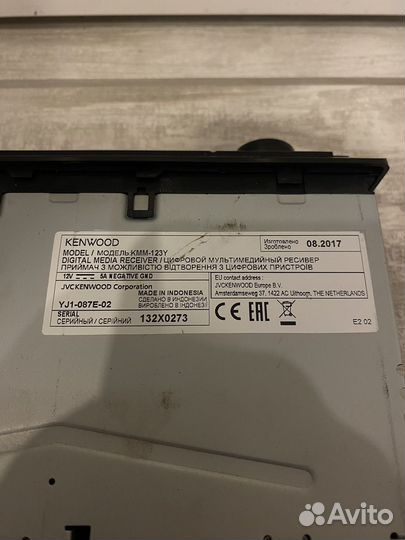 KENWOOD
MODEL / МОДЕЛЬ KMM-123Y
DIGITAL MEDIA RECEIVER / ЦИФРОВОЙ МУЛЬТИМЕДИЙНЫЙ РЕСИВЕР
ПРИЙМАЧ З МОЖЛИВІСТЮ ВІДТВОРЕННЯ З ЦИФРОВИХ ПРИСТРОЇВ
12V 5A NEGATIVE GND
JVCKENWOOD Corporation
MADE IN INDONESIA
СДЕЛАНО В ИНДОНЕЗИИ
ВИРОБЛЕНО В ІНДОНЕЗІЇ
YJ1-087E-02
SERIAL
СЕРИЙНЫЙ / СЕРІЙНИЙ 132X0273
Изготовлено
Зроблено 08.2017
EU contact address :
JVCKENWOOD Europe B.V.
Amsterdamseweg 37, 1422 AC Uithoorn, THE NETHERLANDS
CE EAC
E2 02
Avito